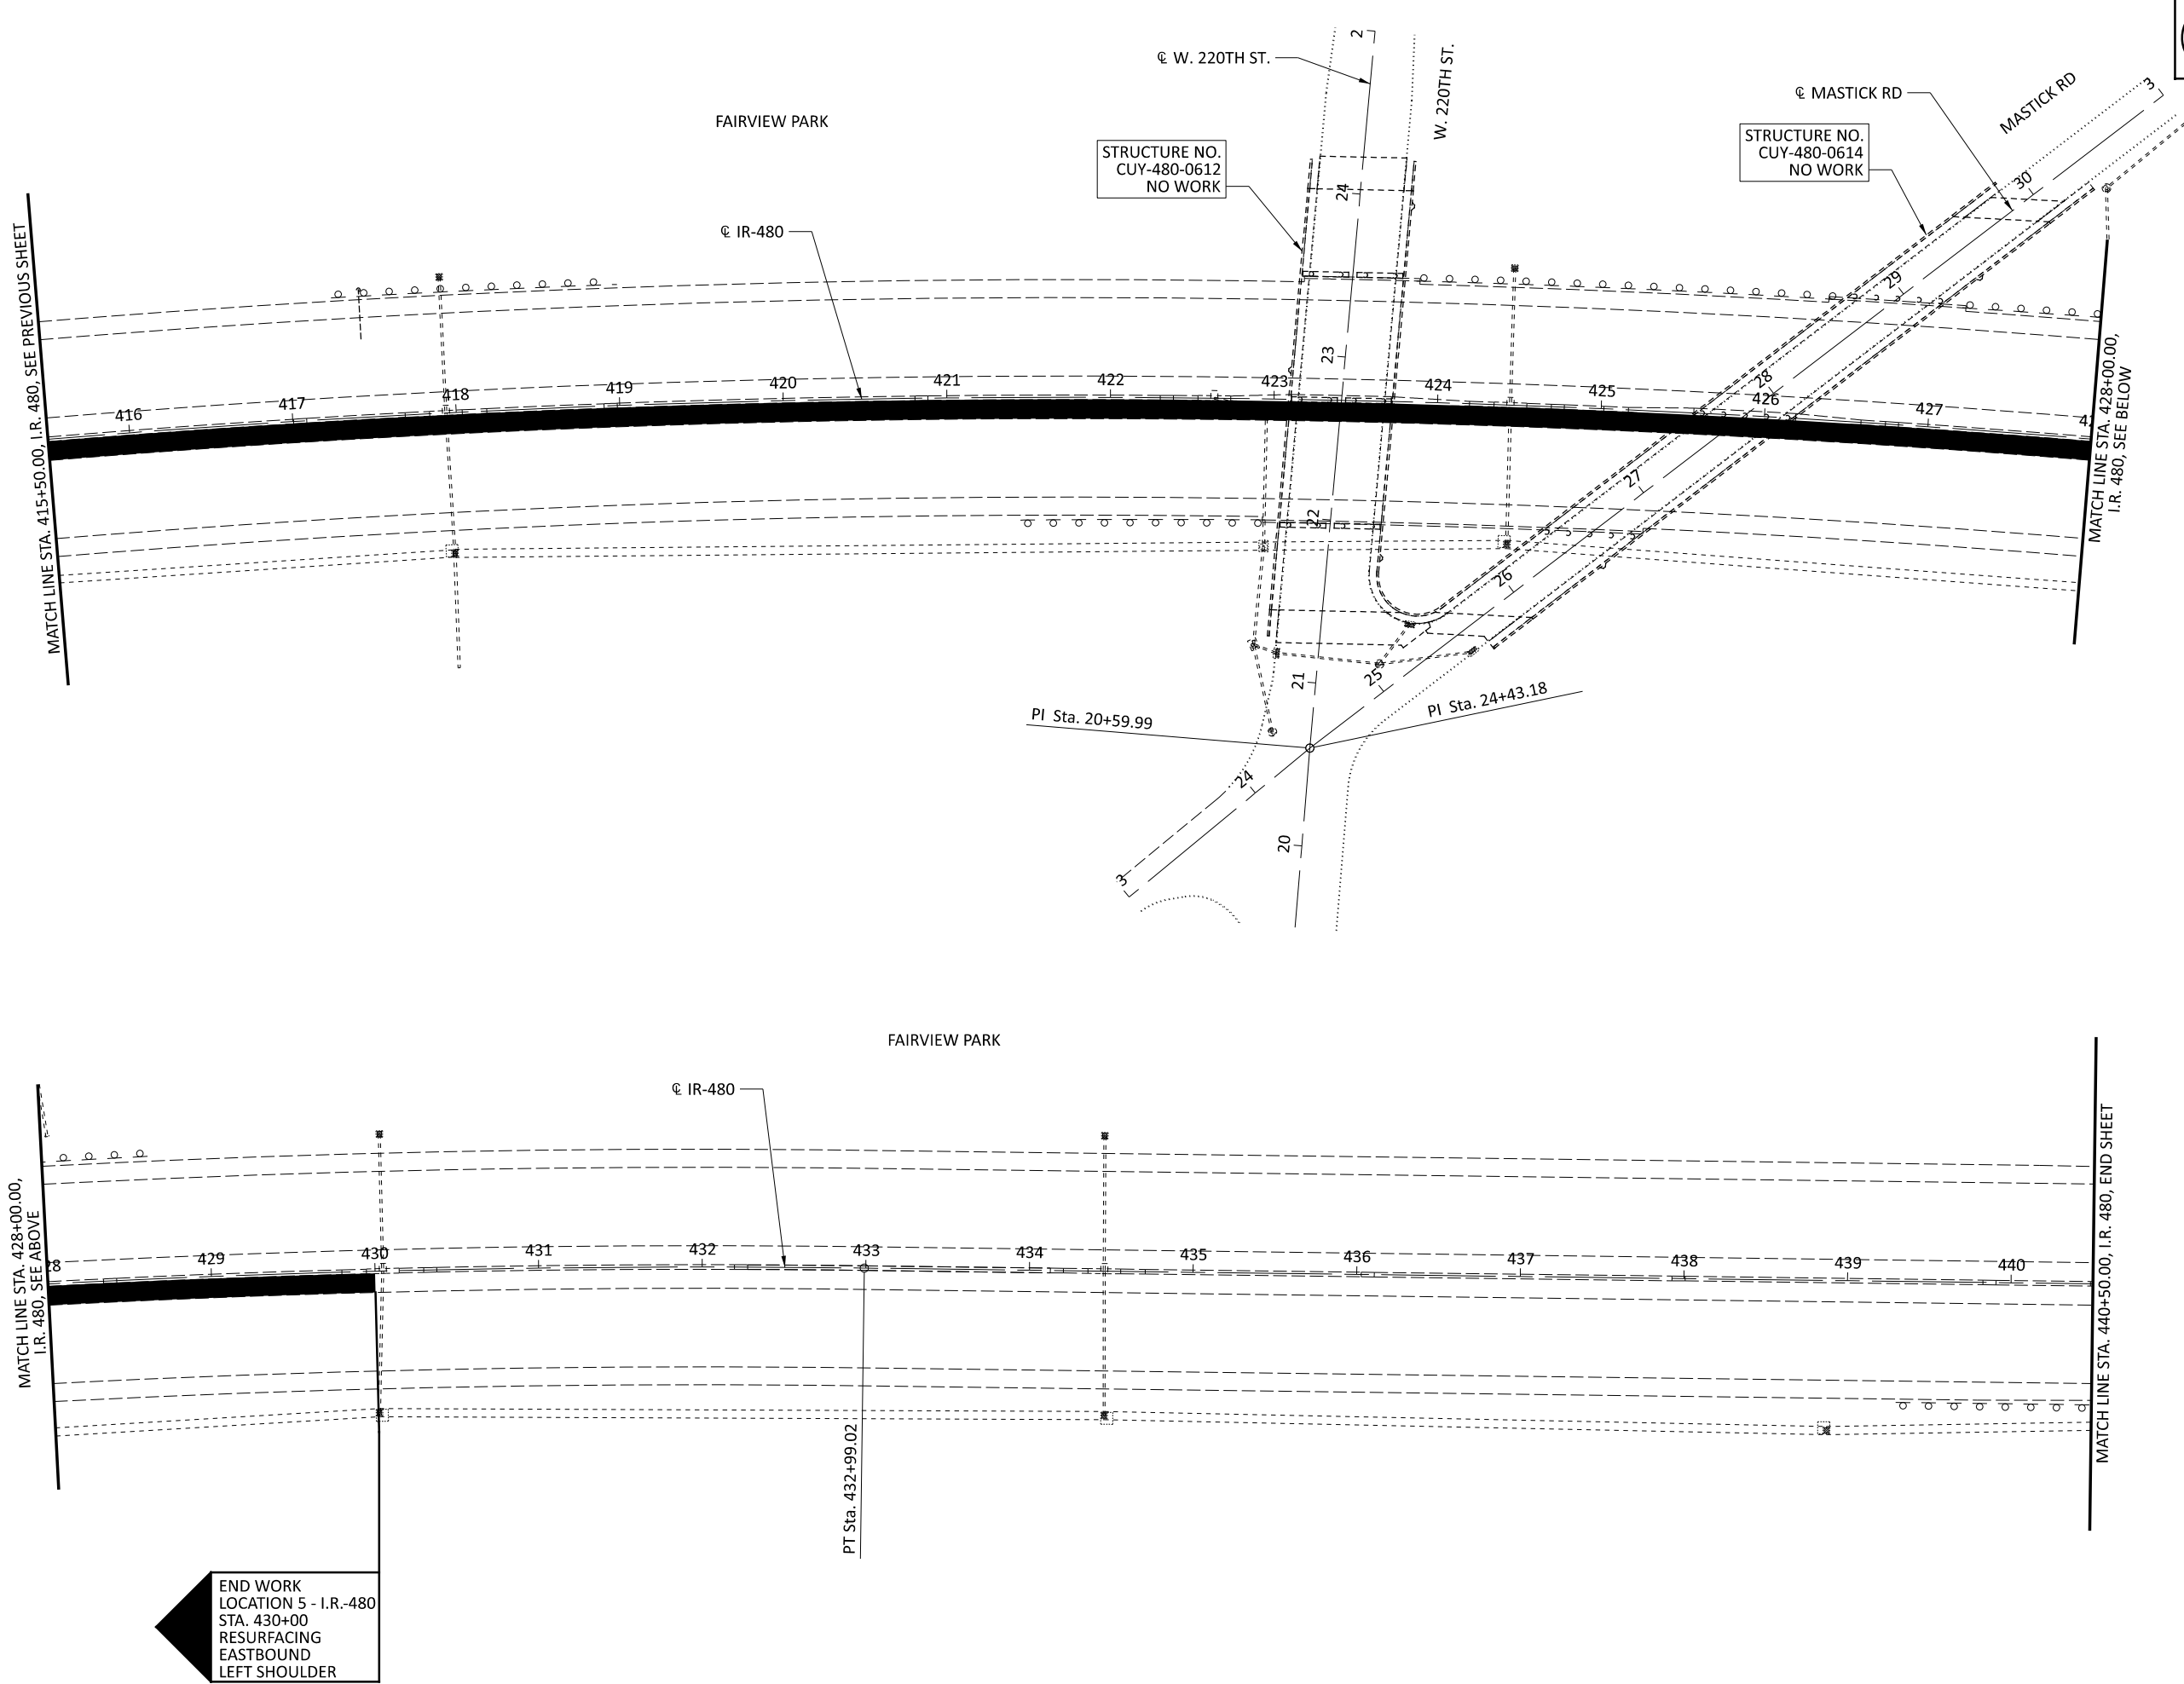 ℄ W. 220TH ST.
W. 220TH ST.
2
℄ MASTICK RD
MASTICK RD
3
FAIRVIEW PARK
STRUCTURE NO.
CUY-480-0612
NO WORK
STRUCTURE NO.
CUY-480-0614
NO WORK
℄ IR-480
MATCH LINE STA. 415+50.00, I.R. 480, SEE PREVIOUS SHEET
416
417
418
419
420
421
422
423
424
425
426
427
42
MATCH LINE STA. 428+00.00,
I.R. 480, SEE BELOW
24
23
22
21
20
30
29
28
27
26
25
24
3
PI Sta. 20+59.99
PI Sta. 24+43.18
FAIRVIEW PARK
℄ IR-480
MATCH LINE STA. 428+00.00,
I.R. 480, SEE ABOVE
28
429
430
431
432
433
434
435
436
437
438
439
440
MATCH LINE STA. 440+50.00, I.R. 480, END SHEET
PT Sta. 432+99.02
END WORK
LOCATION 5 - I.R.-480
STA. 430+00
RESURFACING
EASTBOUND
LEFT SHOULDER